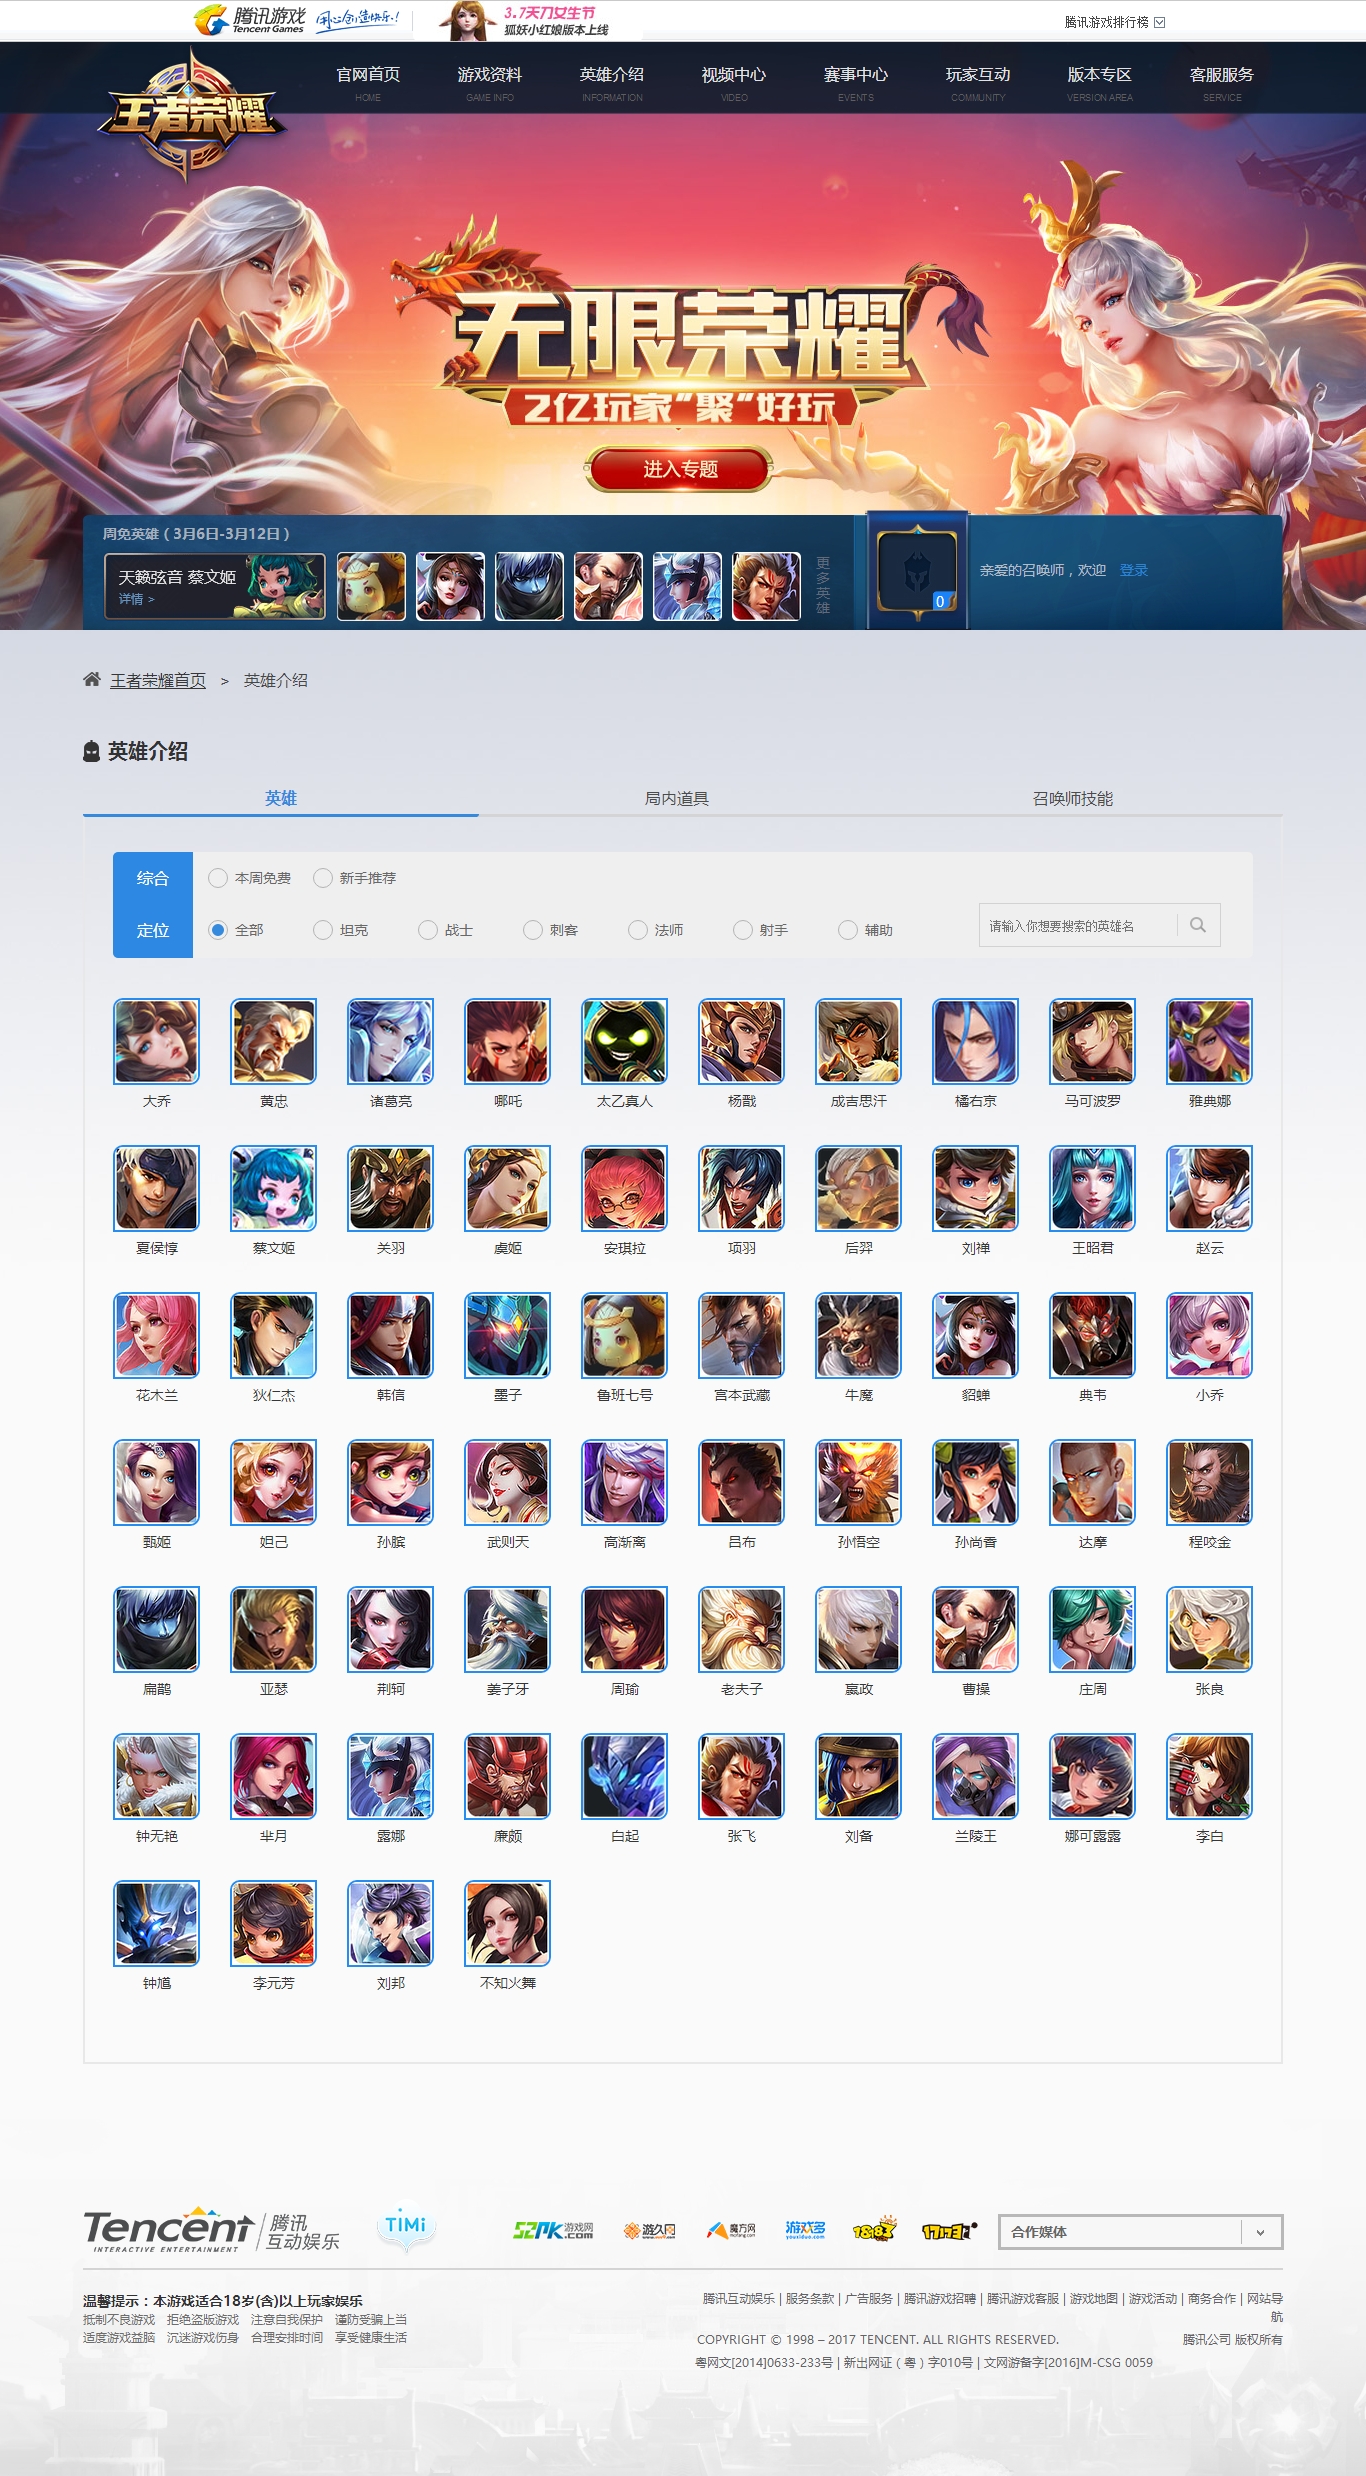 腾讯游戏 用心创造快乐!
Tencent Games
3.7天刀女生节
狐妖小红娘版本上线
腾讯游戏排行榜
王者荣耀
官网首页 游戏资料 英雄介绍 视频中心 赛事中心 玩家互动 版本专区 客服服务
HOME GAME INFO INFORMATION VIDEO EVENTS COMMUNITY VERSION AREA SERVICE
无限荣耀
2亿玩家"聚"好玩
进入专题
周免英雄（3月6日-3月12日）
天籁弦音 蔡文姬
详情 >
更多英雄
0
亲爱的召唤师，欢迎 登录
王者荣耀首页 > 英雄介绍
英雄介绍
英雄 局内道具 召唤师技能
综合 本周免费 新手推荐
定位 全部 坦克 战士 刺客 法师 射手 辅助 请输入你想要搜索的英雄名
大乔 黄忠 诸葛亮 哪吒 太乙真人 杨戬 成吉思汗 橘右京 马可波罗 雅典娜
夏侯惇 蔡文姬 关羽 虞姬 安琪拉 项羽 后羿 刘禅 王昭君 赵云
花木兰 狄仁杰 韩信 墨子 鲁班七号 宫本武藏 牛魔 貂蝉 典韦 小乔
甄姬 妲己 孙膑 武则天 高渐离 吕布 孙悟空 孙尚香 达摩 程咬金
扁鹊 亚瑟 荆轲 姜子牙 周瑜 老夫子 嬴政 曹操 庄周 张良
钟无艳 芈月 露娜 廉颇 白起 张飞 刘备 兰陵王 娜可露露 李白
钟馗 李元芳 刘邦 不知火舞
Tencent 腾讯互动娱乐
INTERACTIVE ENTERTAINMENT
TiMi
52PK游戏网 .com
游久网
魔方网
游戏多
yousiduo.com
18183
17173
合作媒体
温馨提示：本游戏适合18岁(含)以上玩家娱乐
抵制不良游戏 拒绝盗版游戏 注意自我保护 谨防受骗上当
适度游戏益脑 沉迷游戏伤身 合理安排时间 享受健康生活
腾讯互动娱乐 | 服务条款 | 广告服务 | 腾讯游戏招聘 | 腾讯游戏客服 | 游戏地图 | 游戏活动 | 商务合作 | 网站导
航
COPYRIGHT © 1998 – 2017 TENCENT. ALL RIGHTS RESERVED. 腾讯公司 版权所有
粤网文[2014]0633-233号 | 新出网证（粤）字010号 | 文网游备字[2016]M-CSG 0059